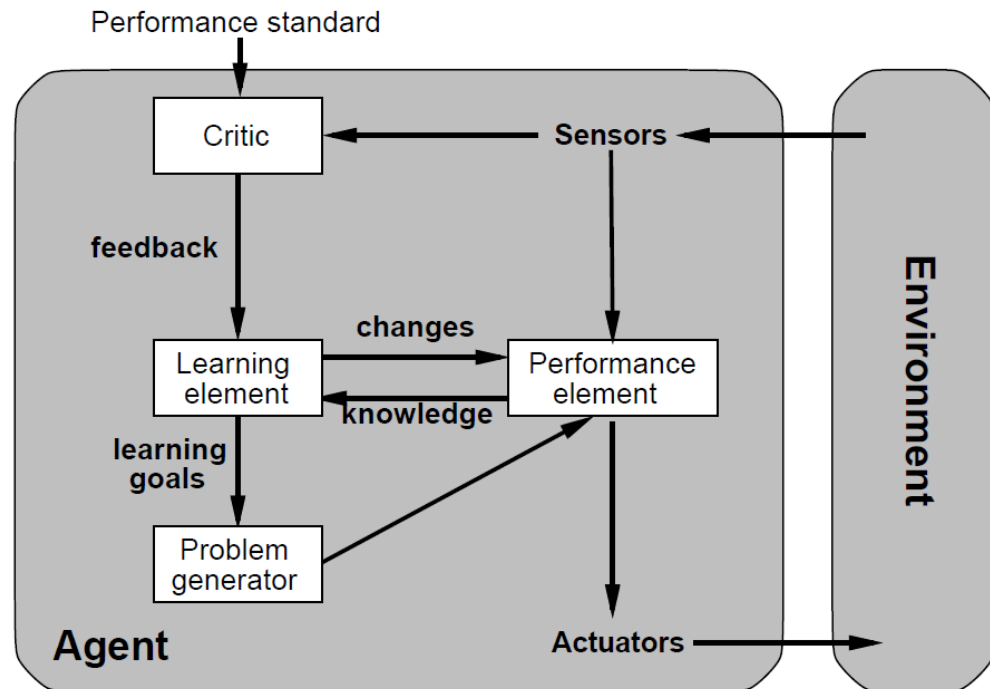 Performance standard
Critic
Sensors
feedback
changes
Learning
element
Performance
element
knowledge
learning
goals
Problem
generator
Agent
Actuators
Environment